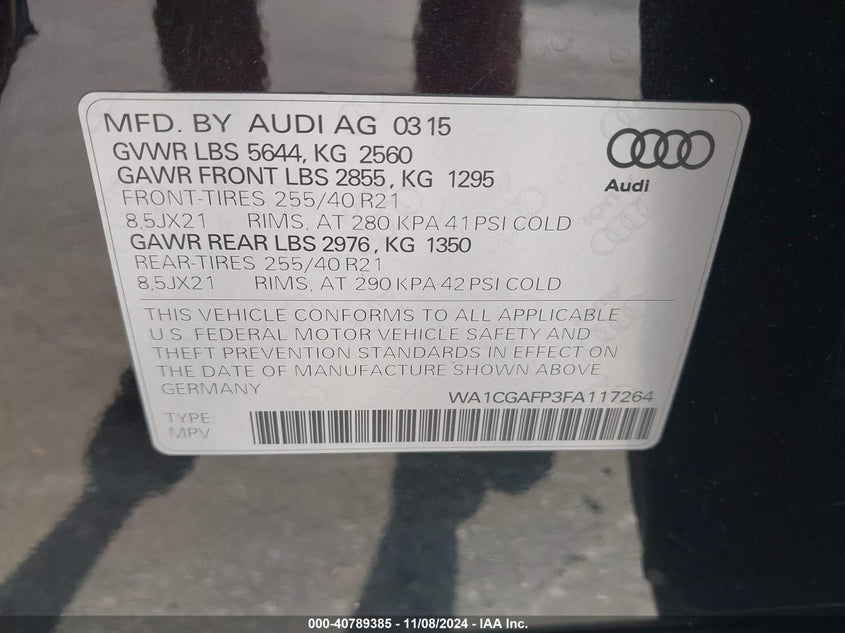 MFD. BY AUDI AG 03 15
GVWR LBS 5644, KG 2560
GAWR FRONT LBS 2855, KG 1295
FRONT-TIRES 255/40 R21
8,5JX21 RIMS, AT 280 KPA 41 PSI COLD
GAWR REAR LBS 2976, KG 1350
REAR-TIRES 255/40 R21
8,5JX21 RIMS, AT 290 KPA 42 PSI COLD
Audi
THIS VEHICLE CONFORMS TO ALL APPLICABLE
U.S. FEDERAL MOTOR VEHICLE SAFETY AND
THEFT PREVENTION STANDARDS IN EFFECT ON
THE DATE OF MANUFACTURE SHOWN ABOVE
GERMANY WA1CGAFP3FA117264
TYPE:
MPV
000-40789385 - 11/08/2024 - IAA Inc.